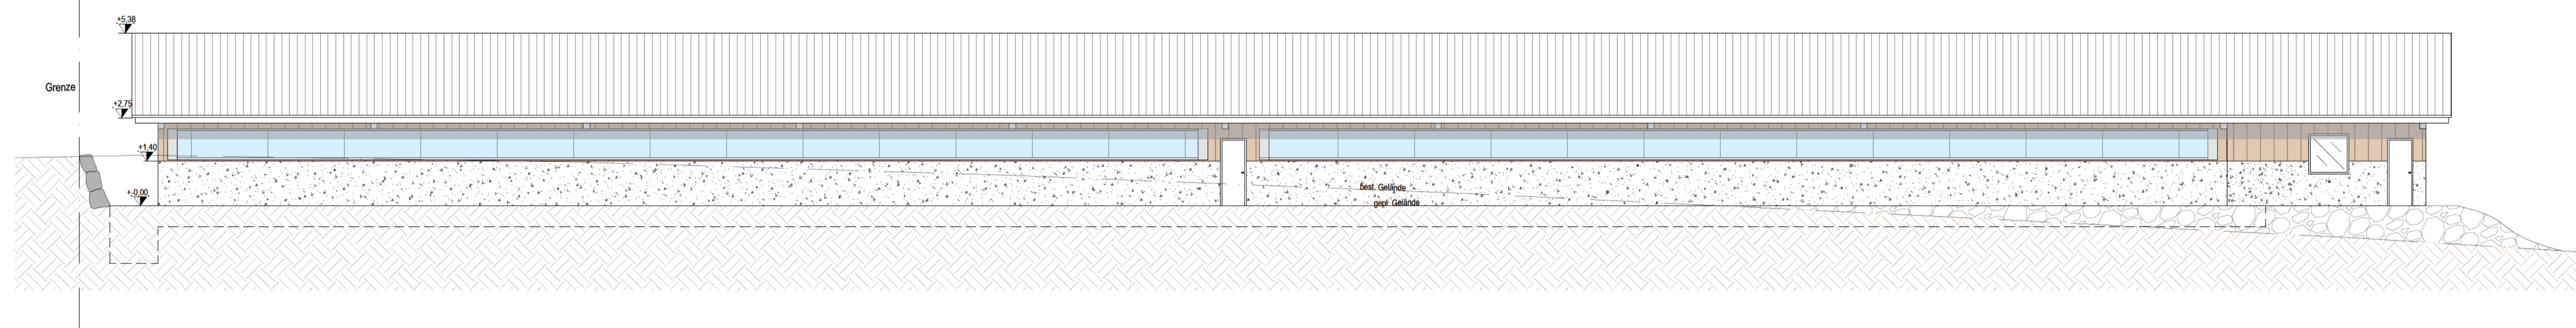 +5,38
Grenze
+2,75
+1,40
+-0,00
best. Gelände
gepl. Gelände